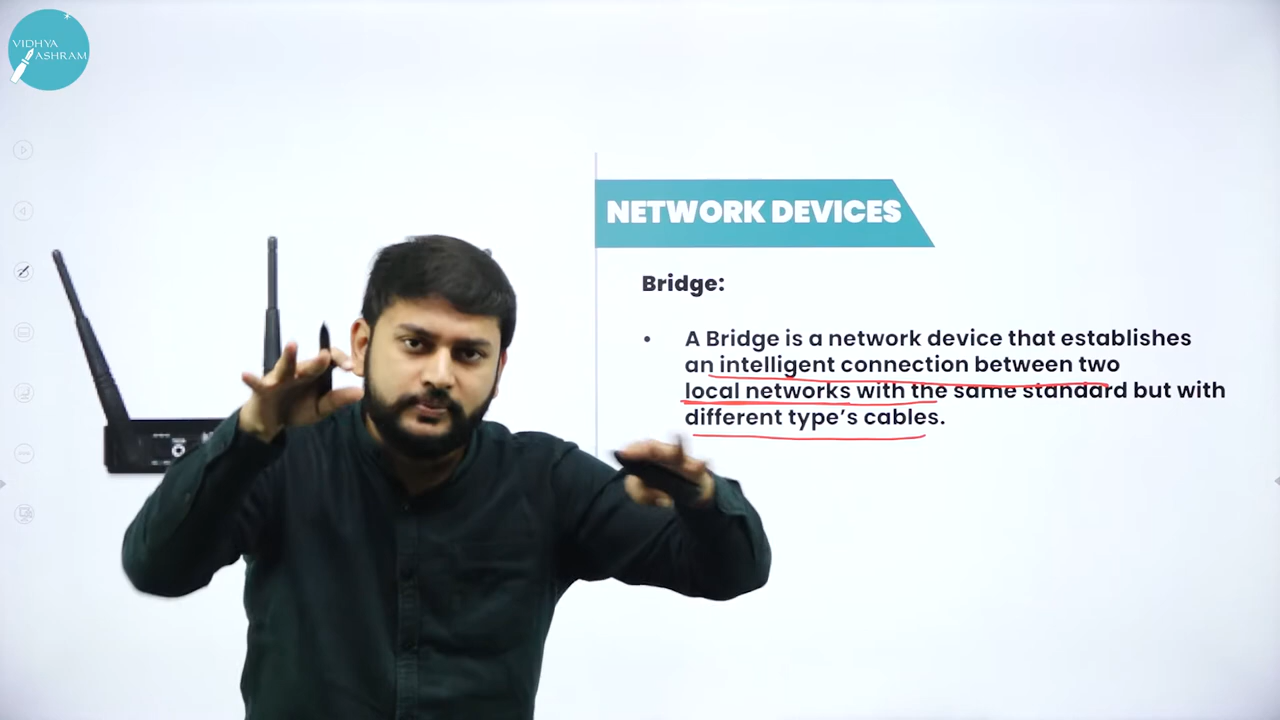 VIDHYA
ASHRAM
NETWORK DEVICES
Bridge:
• A Bridge is a network device that establishes
an intelligent connection between two
local networks with the same standard but with
different type's cables.